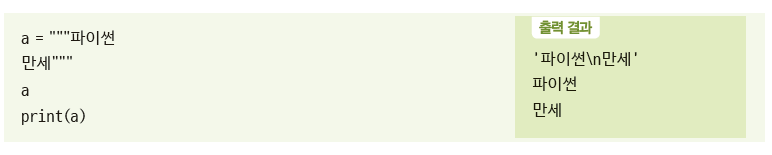 a = """파이썬
만세"""
a
print(a)
출력 결과
'파이썬\n만세'
파이썬
만세